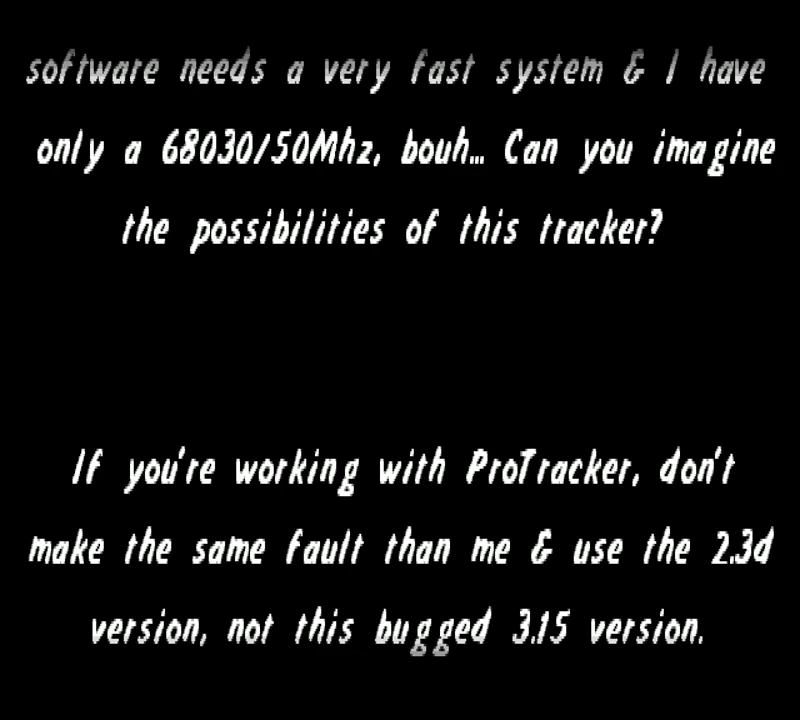 software needs a very fast system & I have
only a 68030/50Mhz, bouh... Can you imagine
the possibilities of this tracker?
If you're working with ProTracker, don't
make the same fault than me & use the 2.3d
version, not this bugged 3.15 version.